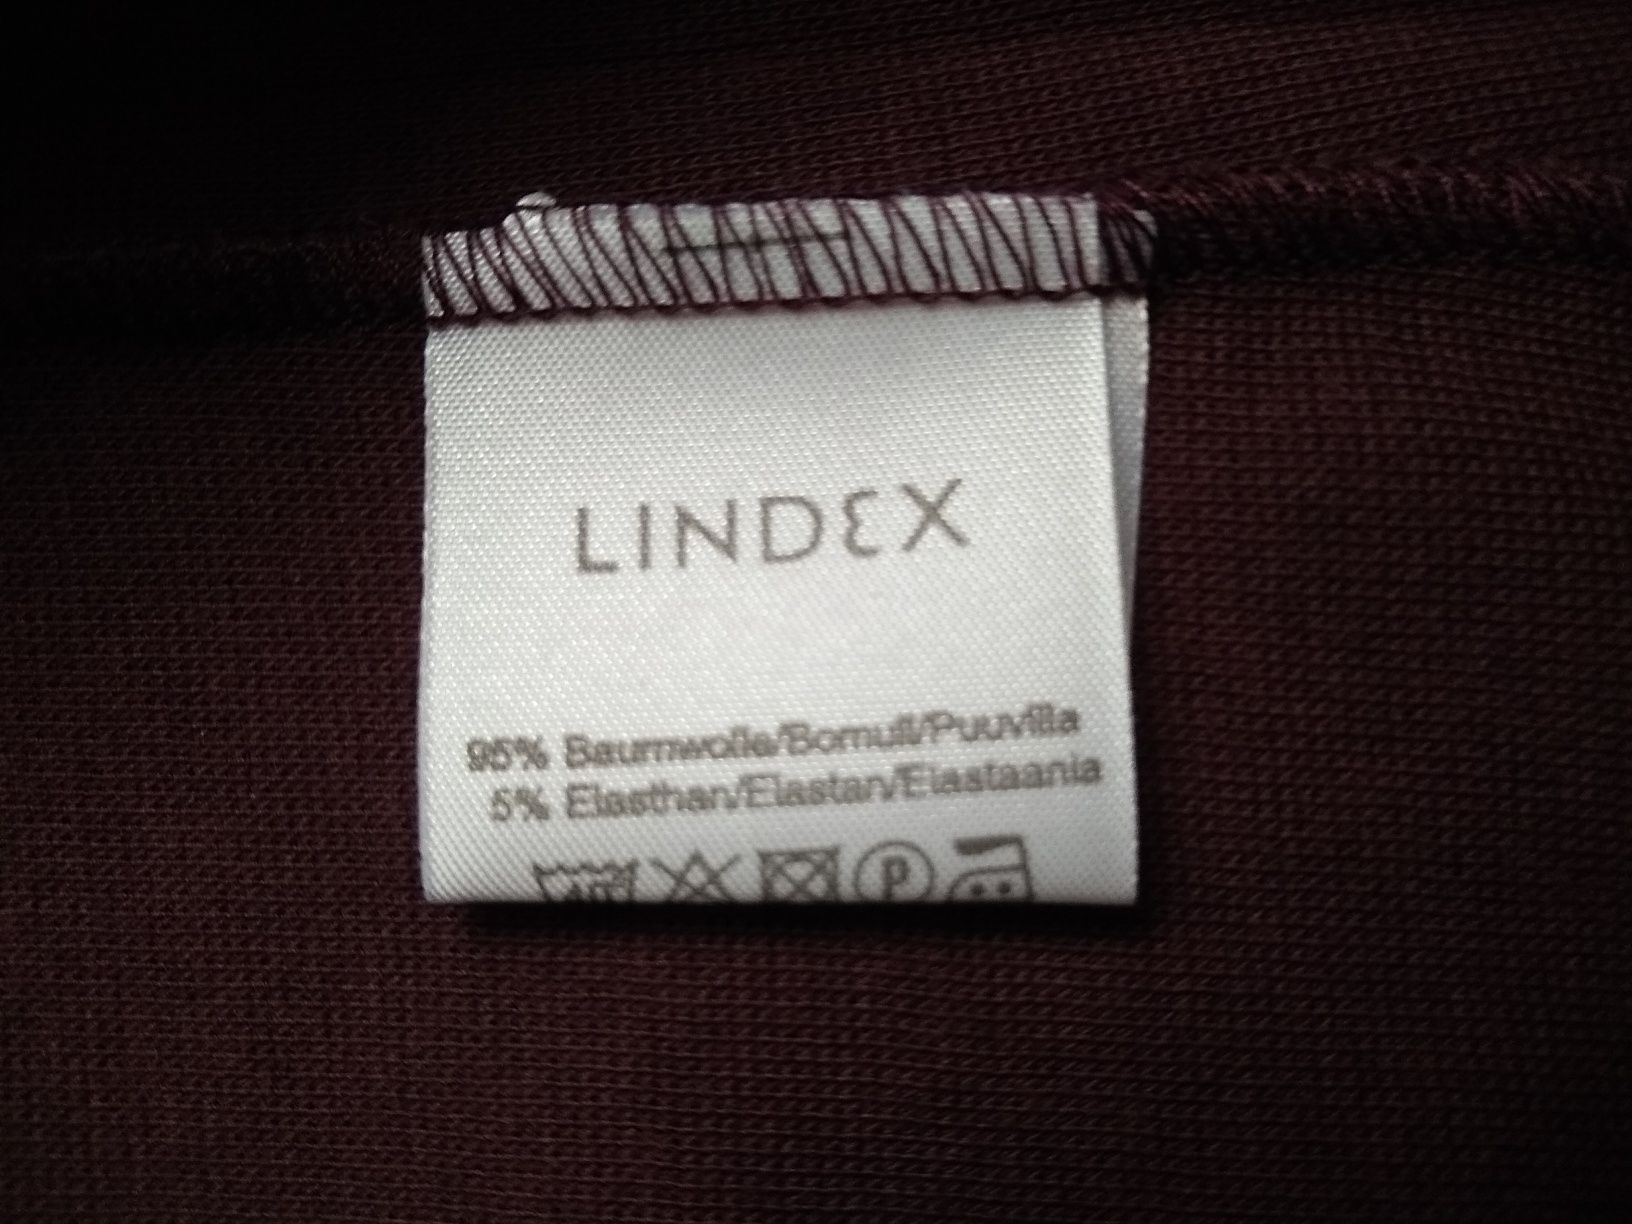 LINDEX
95% Baumwolle/Bomull/Puuvilla
5% Elasthan/Elastan/Elastaania
P